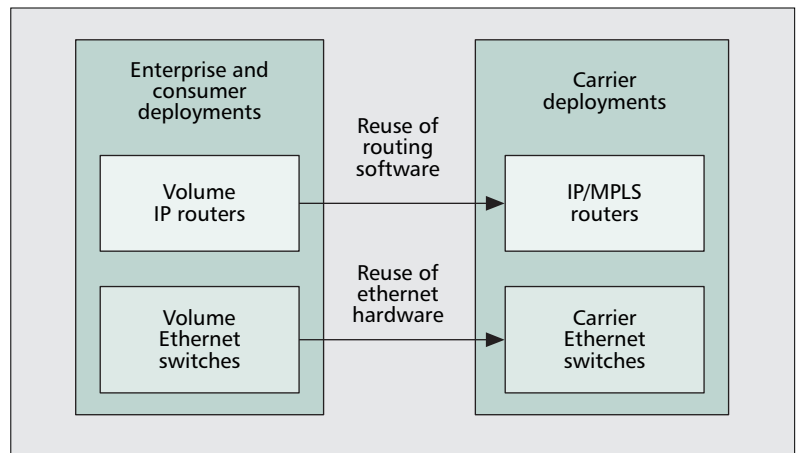 Enterprise and
consumer
deployments
Volume
IP routers
Volume
Ethernet
switches
Reuse of
routing
software
Reuse of
ethernet
hardware
Carrier
deployments
IP/MPLS
routers
Carrier
Ethernet
switches